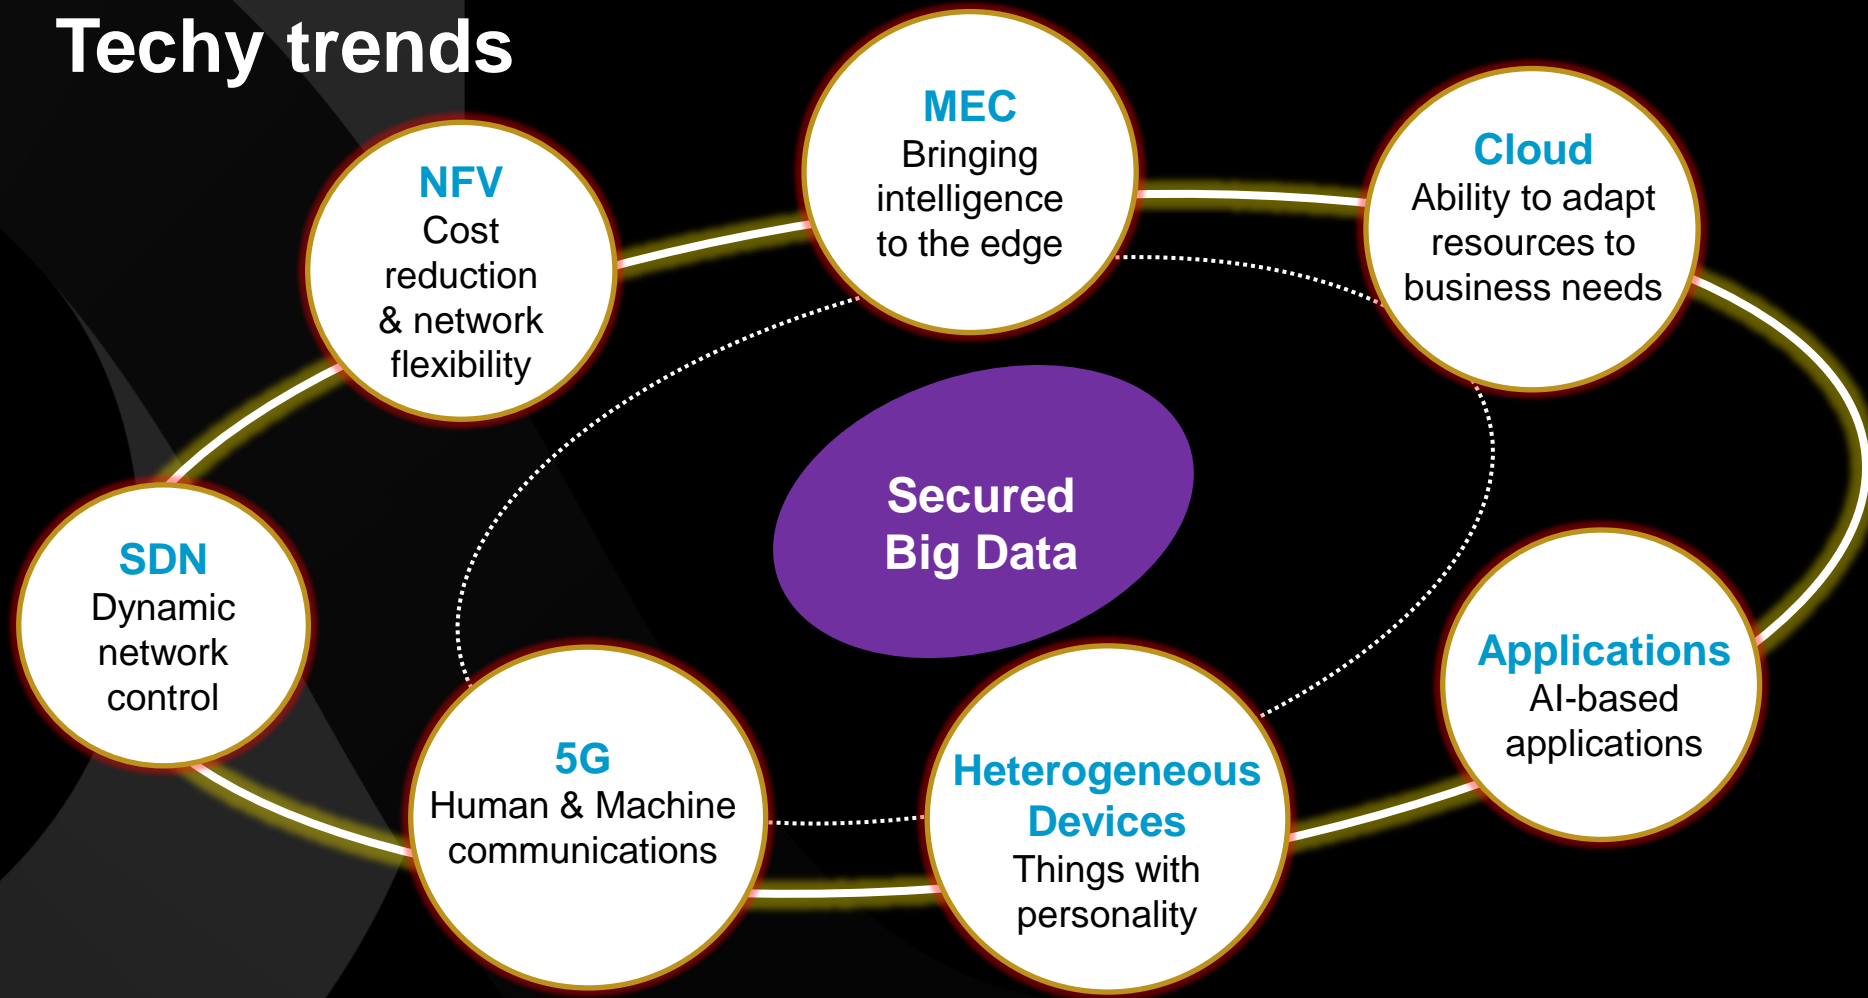 Techy trends
MEC
Bringing
intelligence
to the edge
Cloud
Ability to adapt
resources to
business needs
NFV
Cost
reduction
& network
flexibility
Secured
Big Data
SDN
Dynamic
network
control
Applications
AI-based
applications
5G
Human & Machine
communications
Heterogeneous
Devices
Things with
personality